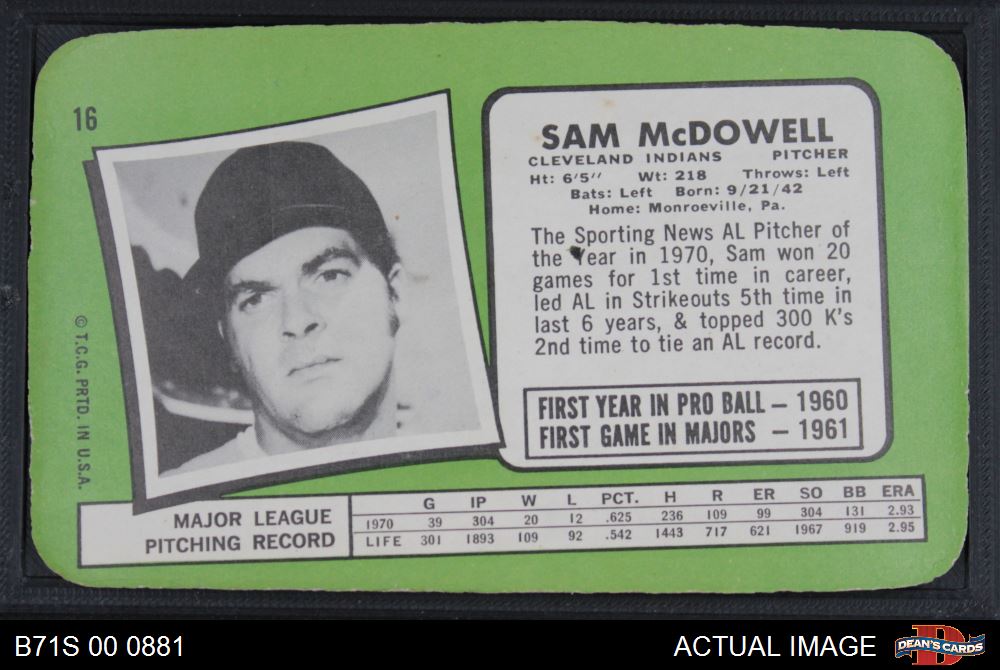 16
SAM McDOWELL
CLEVELAND INDIANS PITCHER
Ht: 6'5" Wt: 218 Throws: Left
Bats: Left Born: 9/21/42
Home: Monroeville, Pa.
The Sporting News AL Pitcher of
the Year in 1970, Sam won 20
games for 1st time in career,
led AL in Strikeouts 5th time in
last 6 years, & topped 300 K's
2nd time to tie an AL record.
FIRST YEAR IN PRO BALL – 1960
FIRST GAME IN MAJORS – 1961
© T.C.G. PRTD. IN U.S.A.
MAJOR LEAGUE
PITCHING RECORD
G IP W L PCT. H R ER SO BB ERA
1970 39 304 20 12 .625 236 109 99 304 131 2.93
LIFE 301 1893 109 92 .542 1443 717 621 1967 919 2.95
B71S 00 0881 ACTUAL IMAGE DEAN'S CARDS